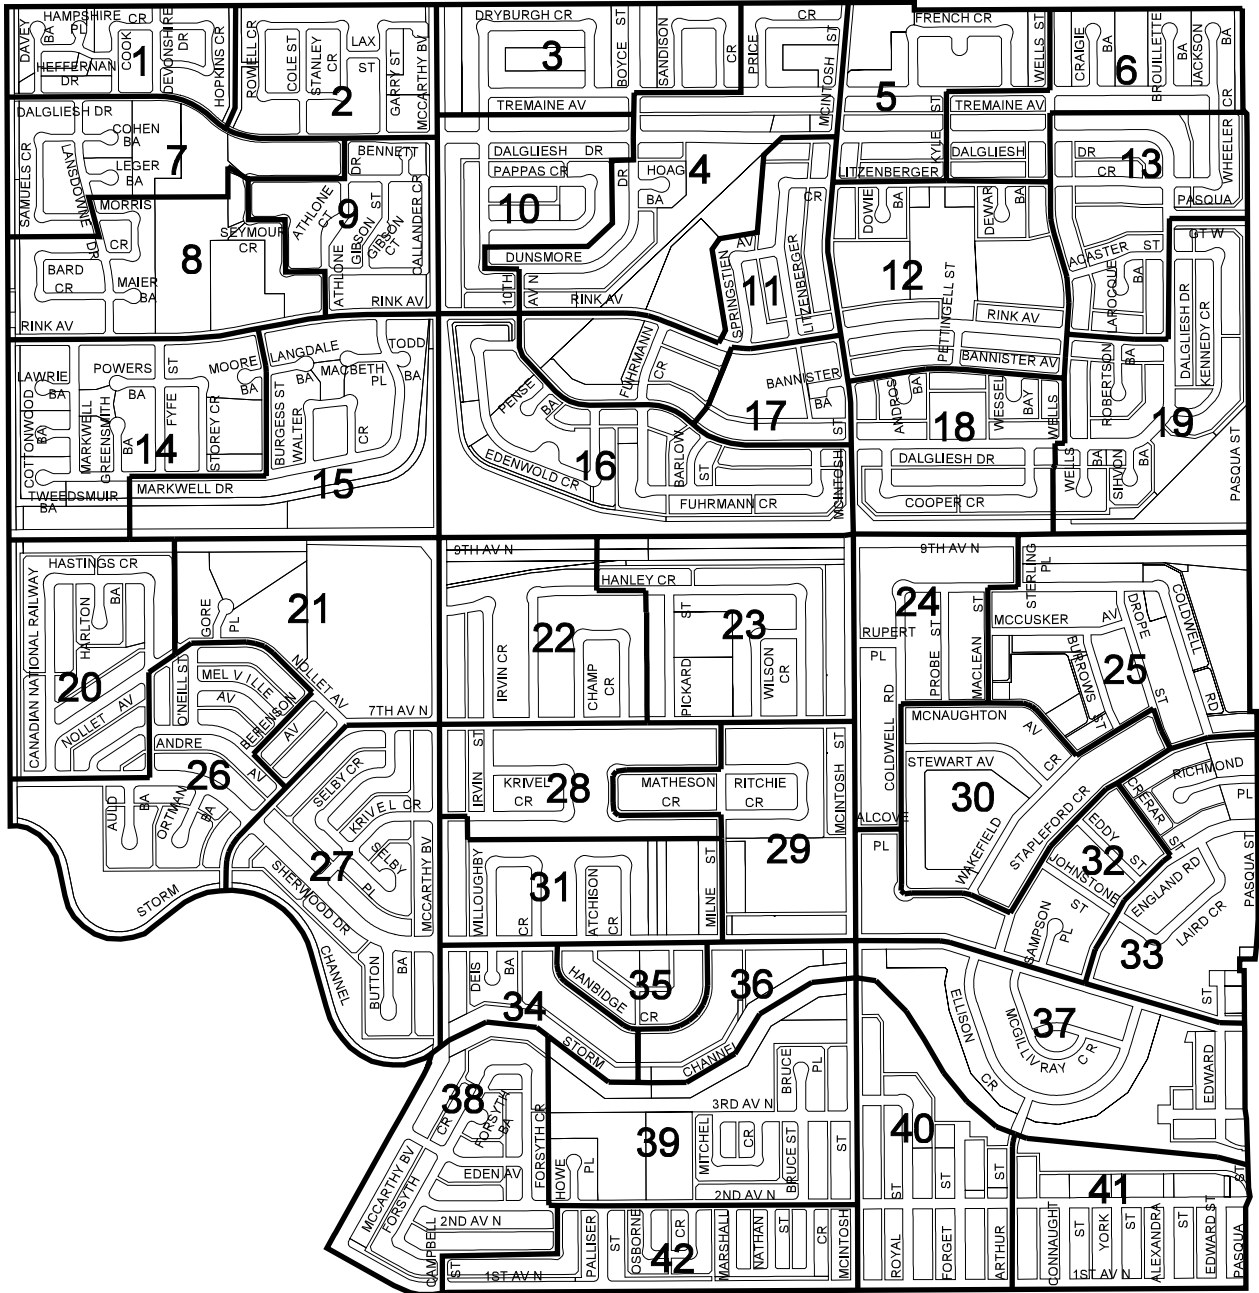 DAVEY
BA
HAMPSHIRE
PL
CR
COOK
DEVONSHIRE
DR
HOPKINS CR
HEFFERNAN
DR
1
ROWELL CR
COLE ST
STANLEY
CR
LAX
ST
GARRY ST
MCCARTHY BV
2
DRYBURGH CR
BOYCE ST
SANDISON
CR
3
TREMAINE AV
PRICE
CR
MCINTOSH ST
FRENCH CR
WELLS ST
5
KYLE ST
TREMAINE AV
DALGLIESH
LITZENBERGER
CRAIGIE
BA
BROUILLETTE
BA
JACKSON
BA
6
WHEELER CR
DALGLIESH DR
COHEN
BA
LEGER
BA
SAMUELS CR
LANSDOWNE DR
7
MORRIS
CR
8
SEYMOUR
CR
BARD
CR
MAIER
BA
RINK AV
BENNETT
DR
ATHLONE
CT
9
GIBSON ST
GIBSON CT
CALLANDER CR
ATHLONE
RINK AV
DALGLIESH DR
PAPPAS CR
10
DR
DUNSMORE
10TH AV N
RINK AV
HOAG
BA
4
SPRINGSTIEN
AV
11
LITZENBERGER
CR
LITZENBERGER
DOWIE
BA
DEWAR
BA
12
PETTINGELL ST
RINK AV
BANNISTER AV
DR
CR
13
PASQUA
ACASTER ST
LAROCQUE
BA
GT W
DALGLIESH DR
KENNEDY CR
LAWRIE
BA
POWERS
BA
ST
MOORE
BA
COTTONWOOD
BA
MARKWELL
GREENSMITH
BA
14
FYFE
STOREY CR
TWEEDSMUIR
BA
MARKWELL DR
LANGDALE
BA
MACBETH
PL
TODD
BA
BURGESS ST
WALTER
CR
15
PENSE
BA
EDENWOLD CR
16
FUHRMANN
CR
BARLOW
ST
FUHRMANN CR
17
BANNISTER
BA
MCINTOSH ST
ANDROS
BA
WESSEL
BAY
WELLS
18
DALGLIESH DR
COOPER CR
ROBERTSON
BA
19
WELLS
BA
SIHVON
BA
PASQUA ST
HASTINGS CR
CANADIAN NATIONAL RAILWAY
HARLTON
BA
20
NOLLET AV
GORE
PL
21
NOLLET AV
7TH AV N
O'NEILL ST
MELVILLE
AV
BERENSON
AV
ANDRE
AV
26
AULD
BA
ORTMAN
BA
STORM
9TH AV N
HANLEY CR
22
IRVIN CR
CHAMP
CR
ST
23
PICKARD
WILSON
CR
9TH AV N
STERLING
PL
24
RUPERT
PL
PROBE ST
MACLEAN ST
MCCUSKER AV
BURROWS
ST
DROPE
ST
COLDWELL
RD
25
SELBY CR
KRIVEL CR
SELBY
PL
27
SHERWOOD DR
MCCARTHY BV
CHANNEL
BUTTON
BA
IRVIN ST
KRIVEL
CR
28
MATHESON
CR
RITCHIE
CR
MCINTOSH ST
29
COLDWELL RD
ALCOVE
PL
MCNAUGHTON
AV
CR
STEWART AV
30
WAKEFIELD
STAPLEFORD CR
CRERAR
ST
RICHMOND
PL
EDDY
ST
32
JOHNSTONE
ST
SAMPSON
PL
ENGLAND RD
LAIRD CR
33
PASQUA ST
ST
WILLOUGHBY
CR
31
ATCHISON
CR
MILNE ST
DEIS
BA
34
HANBIDGE
CR
35
36
STORM
CHANNEL
ELLISON
CR
MCGILLIVRAY CR
37
EDWARD
38
CR
FORSYTH
BA
FORSYTH CR
MCCARTHY BV
FORSYTH
EDEN AV
2ND AV N
CAMPBELL
ST
1ST AV N
BRUCE
PL
3RD AV N
39
MITCHEL
CR
BRUCE ST
ST
HOWE
PL
2ND AV N
40
ST
ST
41
ST
PALLISER
ST
OSBORNE
CR
42
MARSHALL
NATHAN
ST
CR
MCINTOSH
ROYAL
FORGET
ARTHUR
CONNAUGHT
ST
YORK
ST
ALEXANDRA
ST
EDWARD ST
PASQUA
1ST AV N